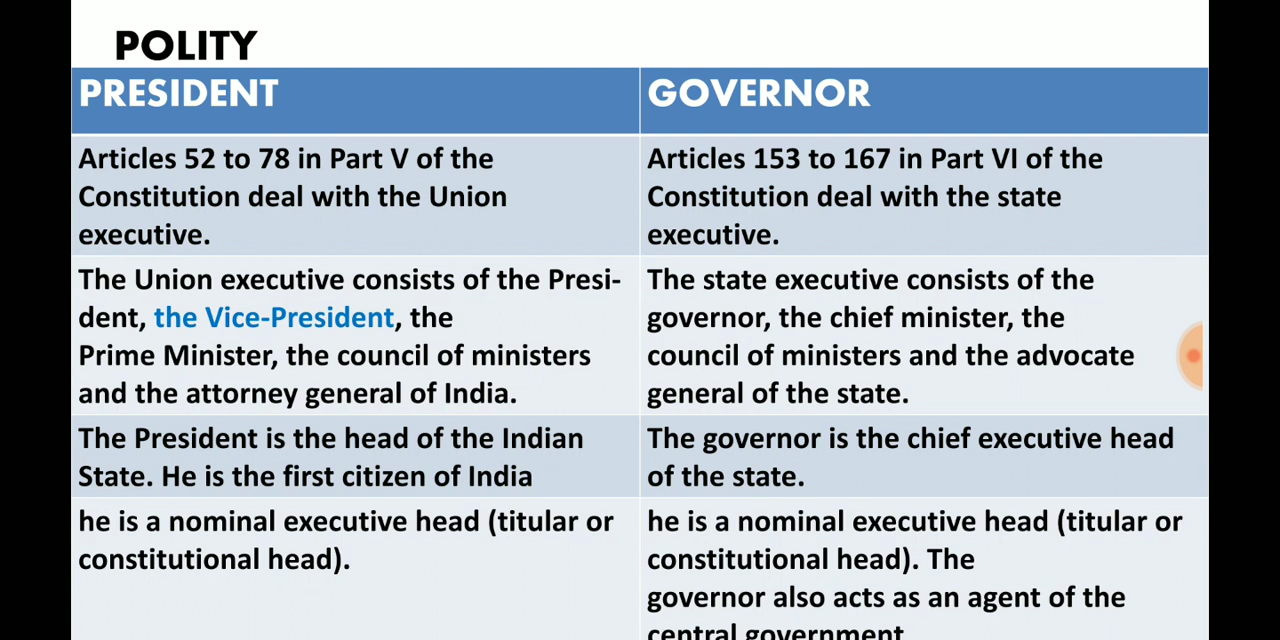 POLITY
PRESIDENT
GOVERNOR
Articles 52 to 78 in Part V of the
Constitution deal with the Union
executive.
Articles 153 to 167 in Part VI of the
Constitution deal with the state
executive.
The Union executive consists of the Presi-
dent, the Vice-President, the
Prime Minister, the council of ministers
and the attorney general of India.
The state executive consists of the
governor, the chief minister, the
council of ministers and the advocate
general of the state.
The President is the head of the Indian
State. He is the first citizen of India
The governor is the chief executive head
of the state.
he is a nominal executive head (titular or
constitutional head).
he is a nominal executive head (titular or
constitutional head). The
governor also acts as an agent of the
central government